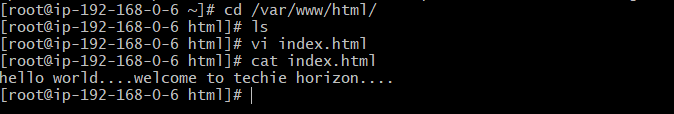 [root@ip-192-168-0-6 ~]# cd /var/www/html/
[root@ip-192-168-0-6 html]# ls
[root@ip-192-168-0-6 html]# vi index.html
[root@ip-192-168-0-6 html]# cat index.html
hello world....welcome to techie horizon....
[root@ip-192-168-0-6 html]#